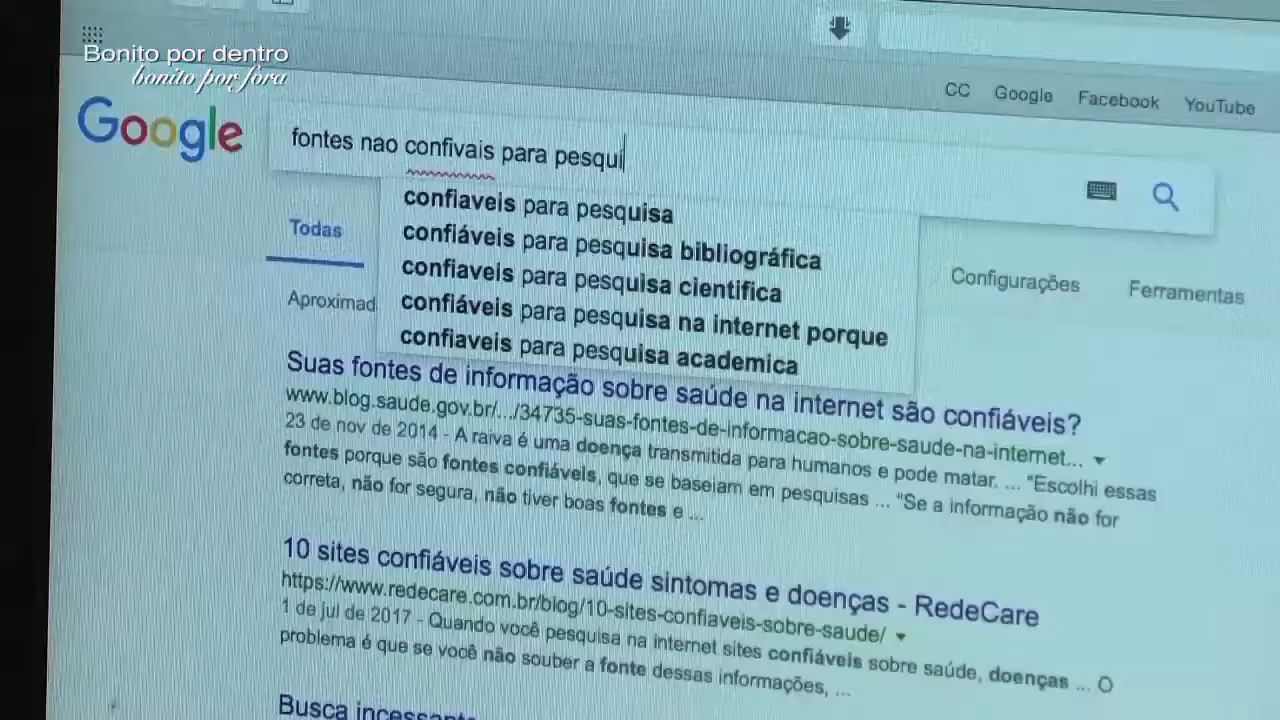 Bonito por dentro
bonito por fora
CC Google Facebook YouTube
Google
fontes nao confivais para pesqui
confiaveis para pesquisa
confiáveis para pesquisa bibliográfica
confiaveis para pesquisa cientifica
confiáveis para pesquisa na internet porque
confiaveis para pesquisa academica
Todas
Configurações Ferramentas
Aproximad
Suas fontes de informação sobre saúde na internet são confiáveis?
www.blog.saude.gov.br/.../34735-suas-fontes-de-informacao-sobre-saude-na-internet...
23 de nov de 2014 - A raiva é uma doença transmitida para humanos e pode matar. ... "Escolhi essas
fontes porque são fontes confiáveis, que se baseiam em pesquisas ... "Se a informação não for
correta, não for segura, não tiver boas fontes e ...
10 sites confiáveis sobre saúde sintomas e doenças - RedeCare
https://www.redecare.com.br/blog/10-sites-confiaveis-sobre-saude/
1 de jul de 2017 - Quando você pesquisa na internet sites confiáveis sobre saúde, doenças ... O
problema é que se você não souber a fonte dessas informações, ...
Busca